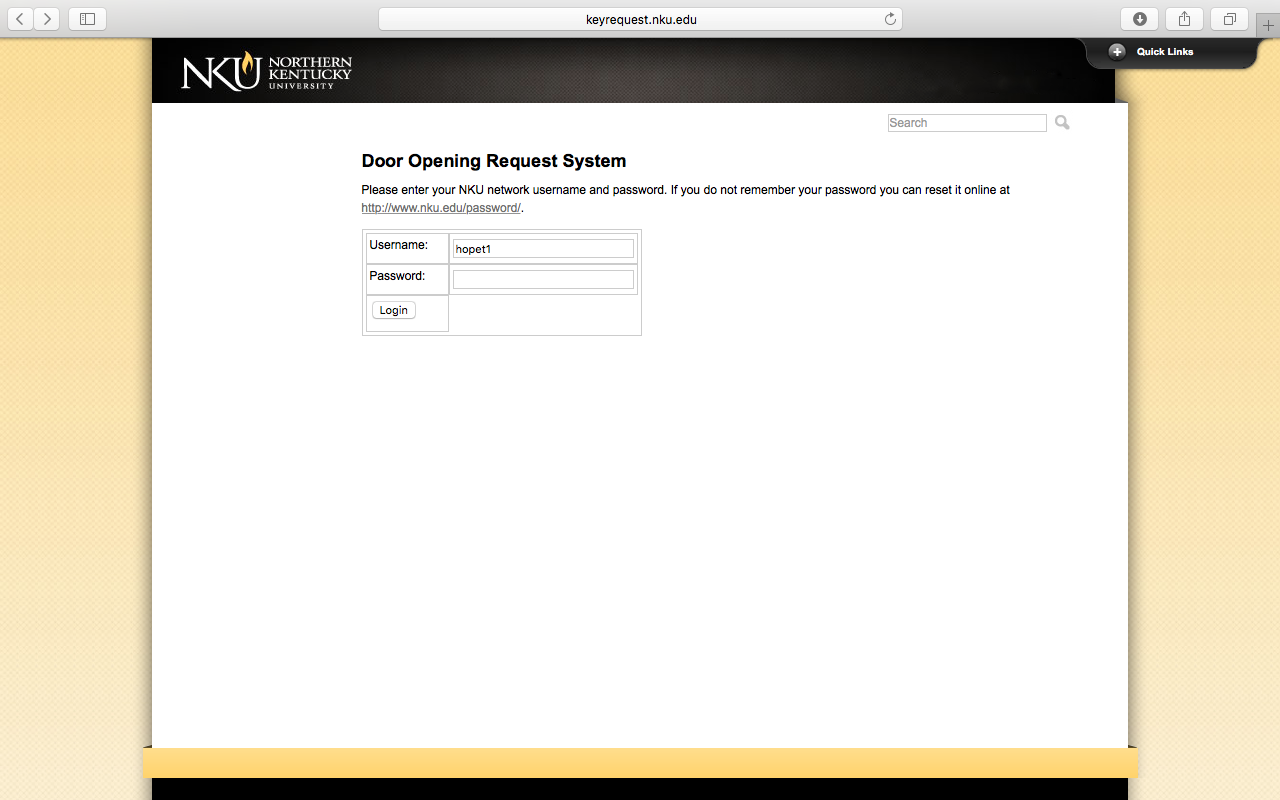 keyrequest.nku.edu
NKU NORTHERN
KENTUCKY
UNIVERSITY
Quick Links
Search
Door Opening Request System
Please enter your NKU network username and password. If you do not remember your password you can reset it online at
http://www.nku.edu/password/.
Username: hopet1
Password:
Login